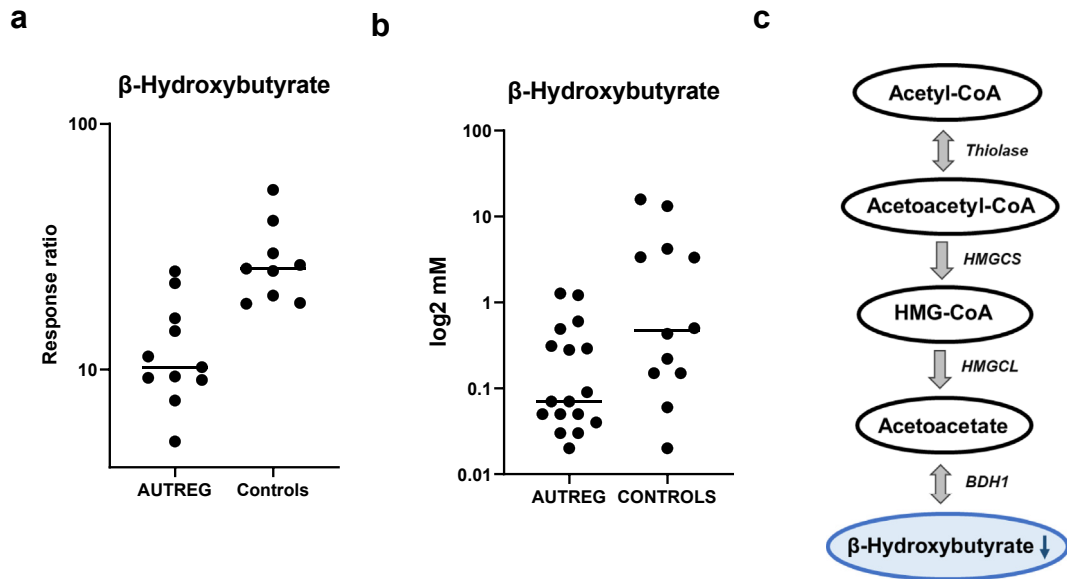 a
β-Hydroxybutyrate
100
10
Response ratio
AUTREG
Controls
b
β-Hydroxybutyrate
100
10
1
0.1
0.01
log2 mM
AUTREG
CONTROLS
c
Acetyl-CoA
Thiolase
Acetoacetyl-CoA
HMGCS
HMG-CoA
HMGCL
Acetoacetate
BDH1
β-Hydroxybutyrate